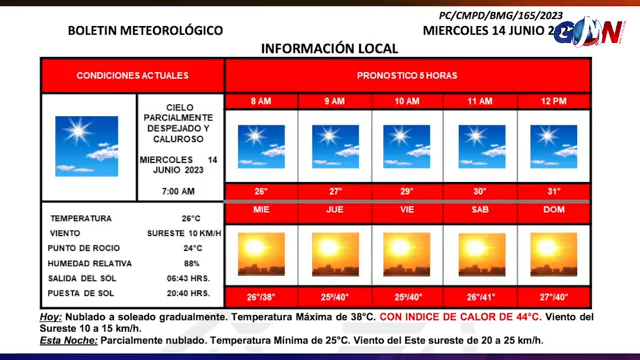 PC/CMPD/BMG/165/2023
BOLETIN METEOROLÓGICO
MIERCOLES 14 JUNIO
GMN
INFORMACIÓN LOCAL
CONDICIONES ACTUALES
PRONOSTICO 5 HORAS
CIELO
PARCIALMENTE
DESPEJADO Y
CALUROSO
MIERCOLES 14
JUNIO 2023
7:00 AM
8 AM 9 AM 10 AM 11 AM 12 PM
26° 27° 29° 30° 31°
TEMPERATURA 26°C
VIENTO SURESTE 10 KM/H
PUNTO DE ROCIO 24°C
HUMEDAD RELATIVA 88%
SALIDA DEL SOL 06:43 HRS.
PUESTA DE SOL 20:40 HRS.
MIE JUE VIE SAB DOM
26°/38° 25º/40° 25º/40° 26°/41° 27°/40°
Hoy: Nublado a soleado gradualmente. Temperatura Máxima de 38°C. CON INDICE DE CALOR DE 44°C. Viento del
Sureste 10 a 15 km/h.
Esta Noche: Parcialmente nublado. Temperatura Mínima de 25°C. Viento del Este sureste de 20 a 25 km/h.